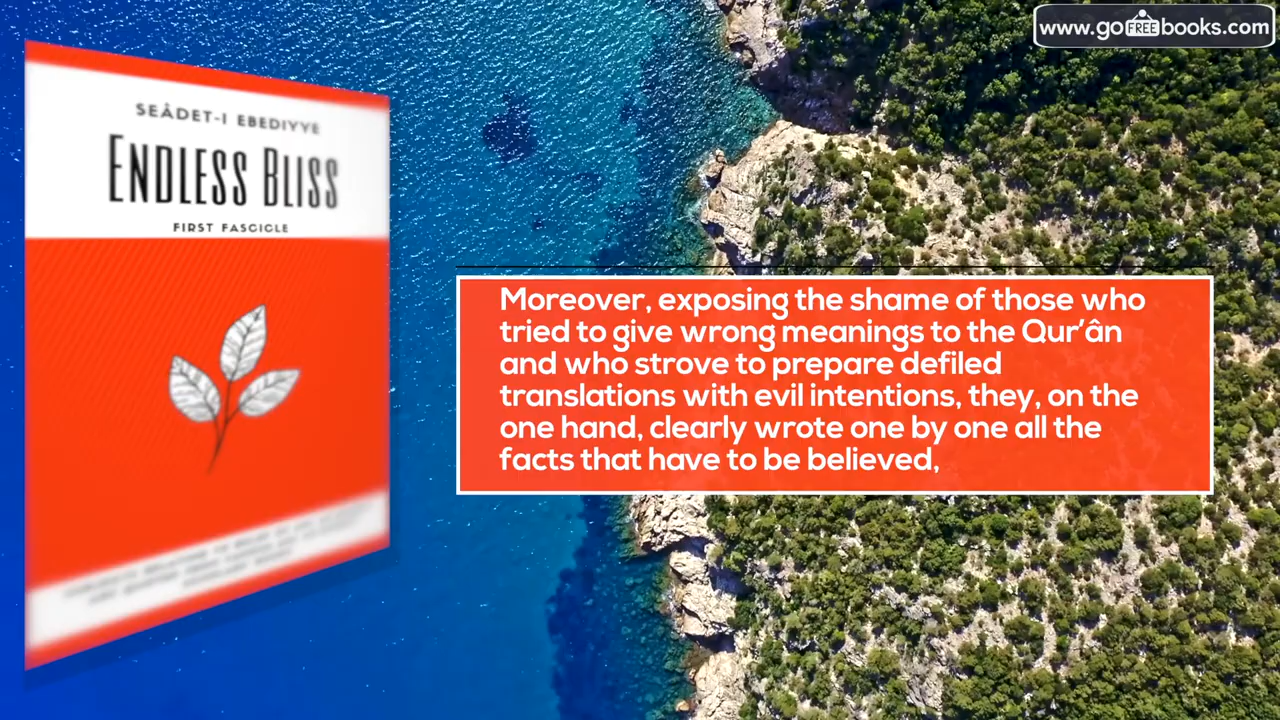 www.goFREEbooks.com
SEÂDET-I EBEDIYYE
ENDLESS BLISS
FIRST FASCICLE
Moreover, exposing the shame of those who
tried to give wrong meanings to the Qur'ân
and who strove to prepare defiled
translations with evil intentions, they, on the
one hand, clearly wrote one by one all the
facts that have to be believed,